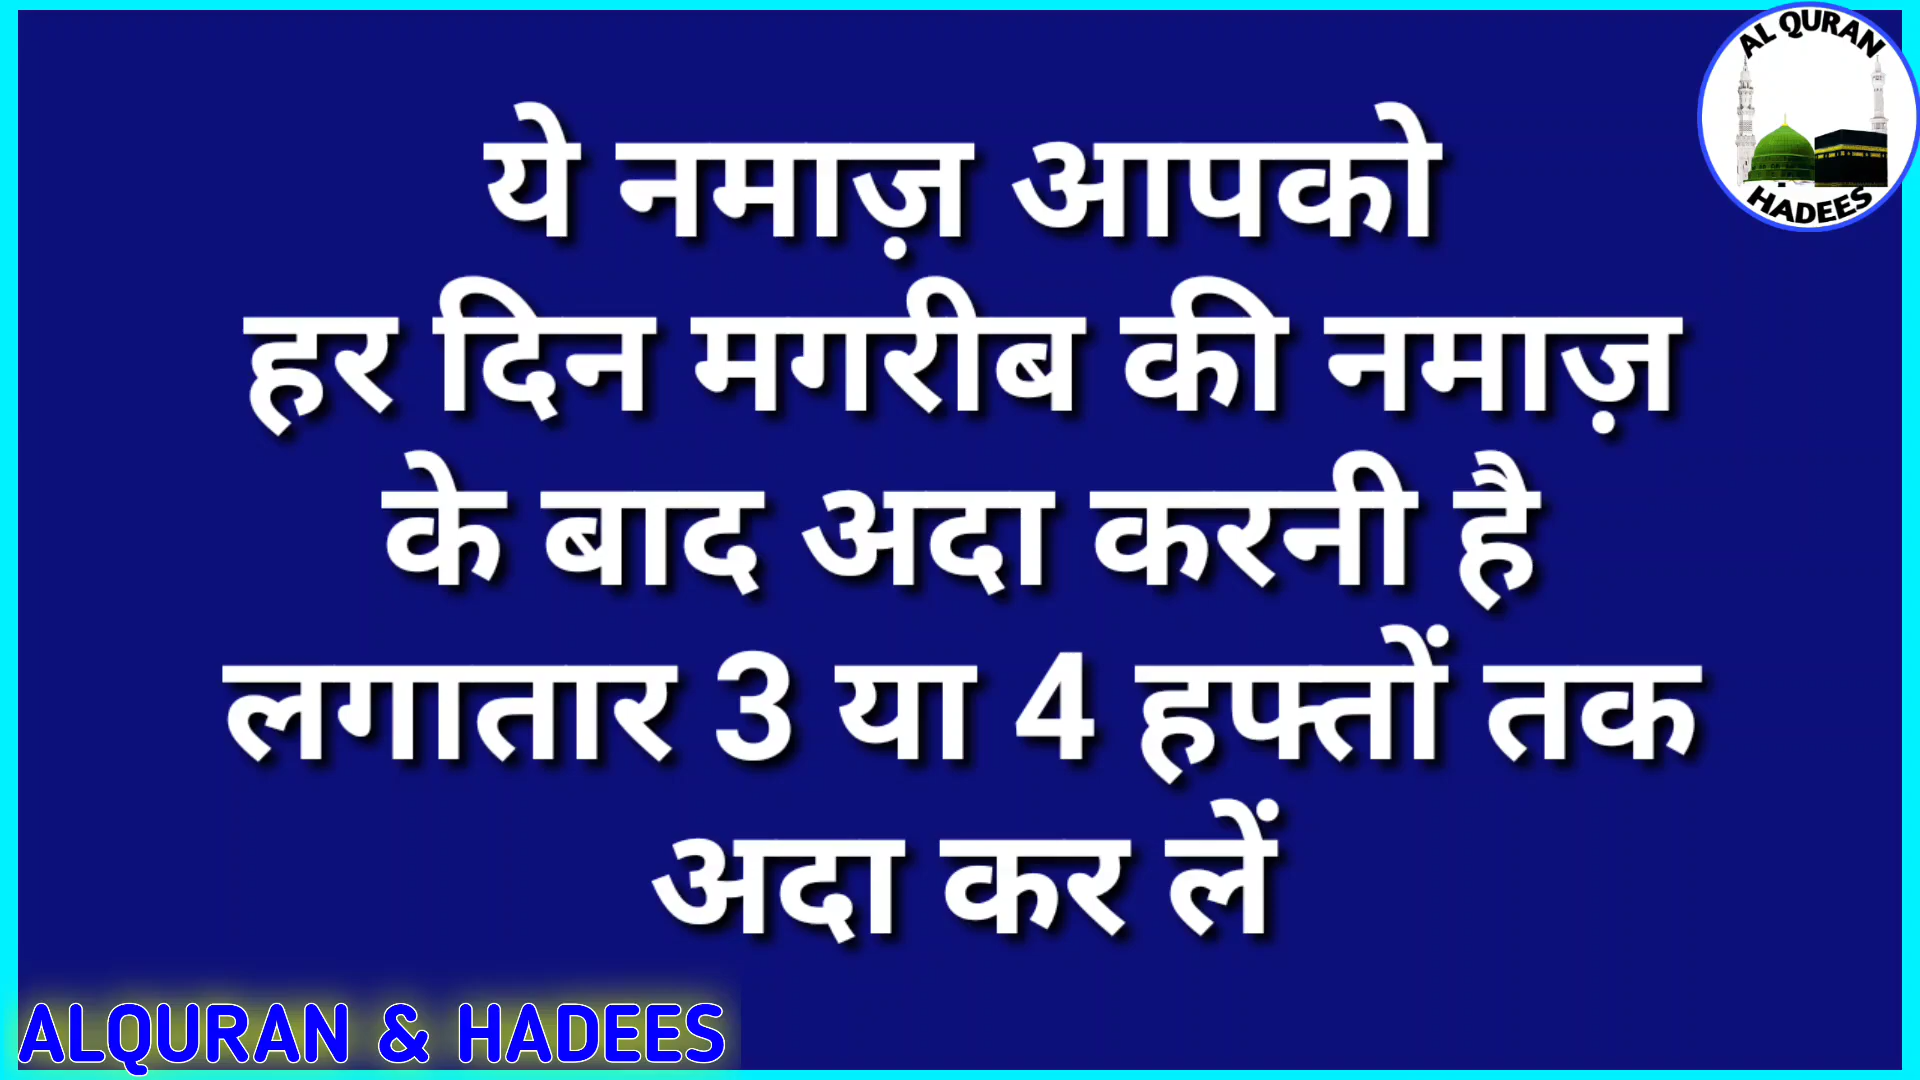 AL QURAN
HADEES
ये नमाज़ आपको
हर दिन मगरीब की नमाज़
के बाद अदा करनी है
लगातार 3 या 4 हफ्तों तक
अदा कर लें
ALQURAN & HADEES